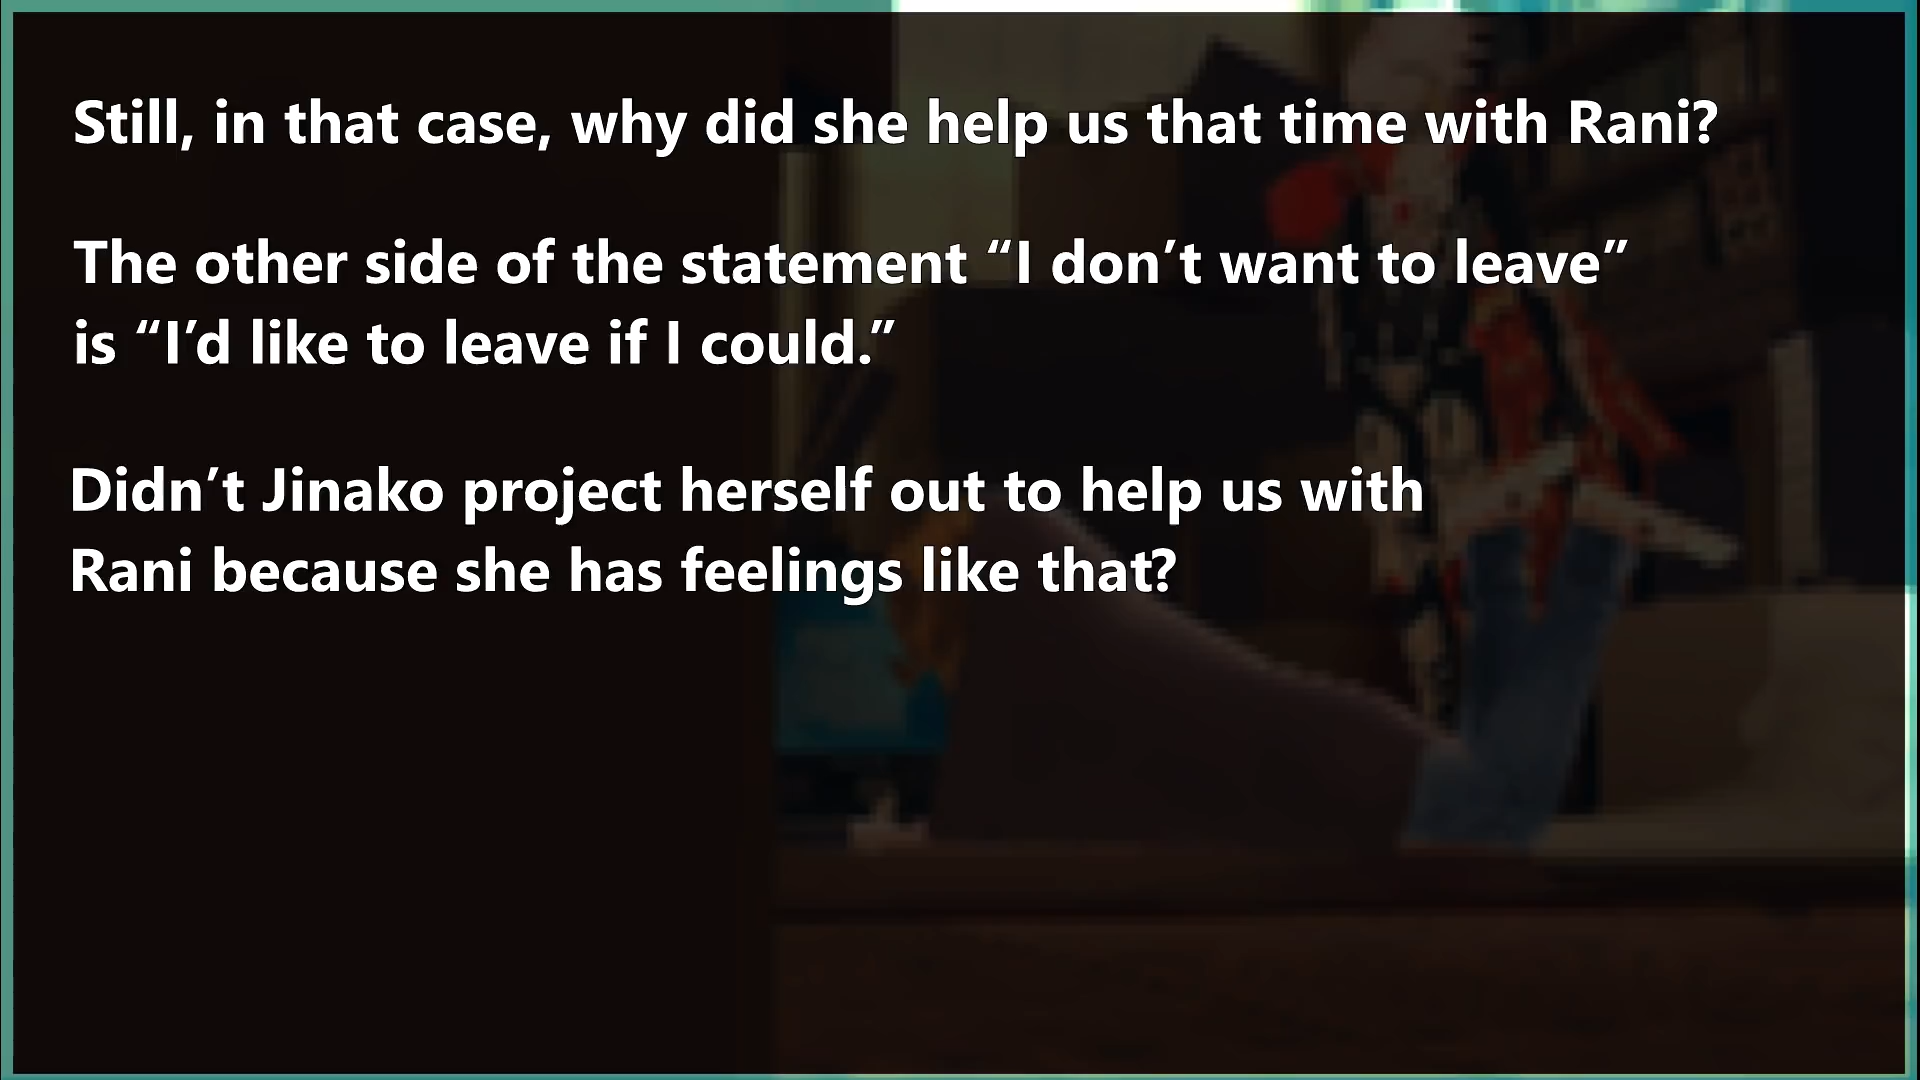 Still, in that case, why did she help us that time with Rani?
The other side of the statement “I don’t want to leave”
is “I’d like to leave if I could.”
Didn’t Jinako project herself out to help us with
Rani because she has feelings like that?